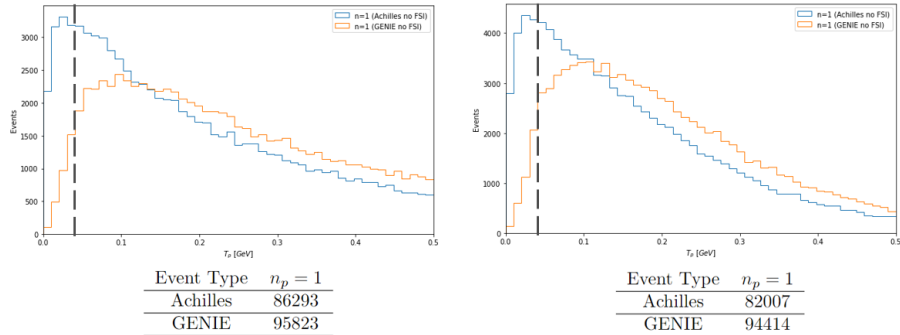 n=1 (Achilles no FSI)
n=1 (GENIE no FSI)
Events
3000
2500
2000
1500
1000
500
0
0.0 0.1 0.2 0.3 0.4 0.5
T_p [GeV]
Event Type n_p = 1
Achilles 86293
GENIE 95823
n=1 (Achilles no FSI)
n=1 (GENIE no FSI)
Events
4000
3000
2000
1000
0
0.0 0.1 0.2 0.3 0.4 0.5
T_p [GeV]
Event Type n_p = 1
Achilles 82007
GENIE 94414